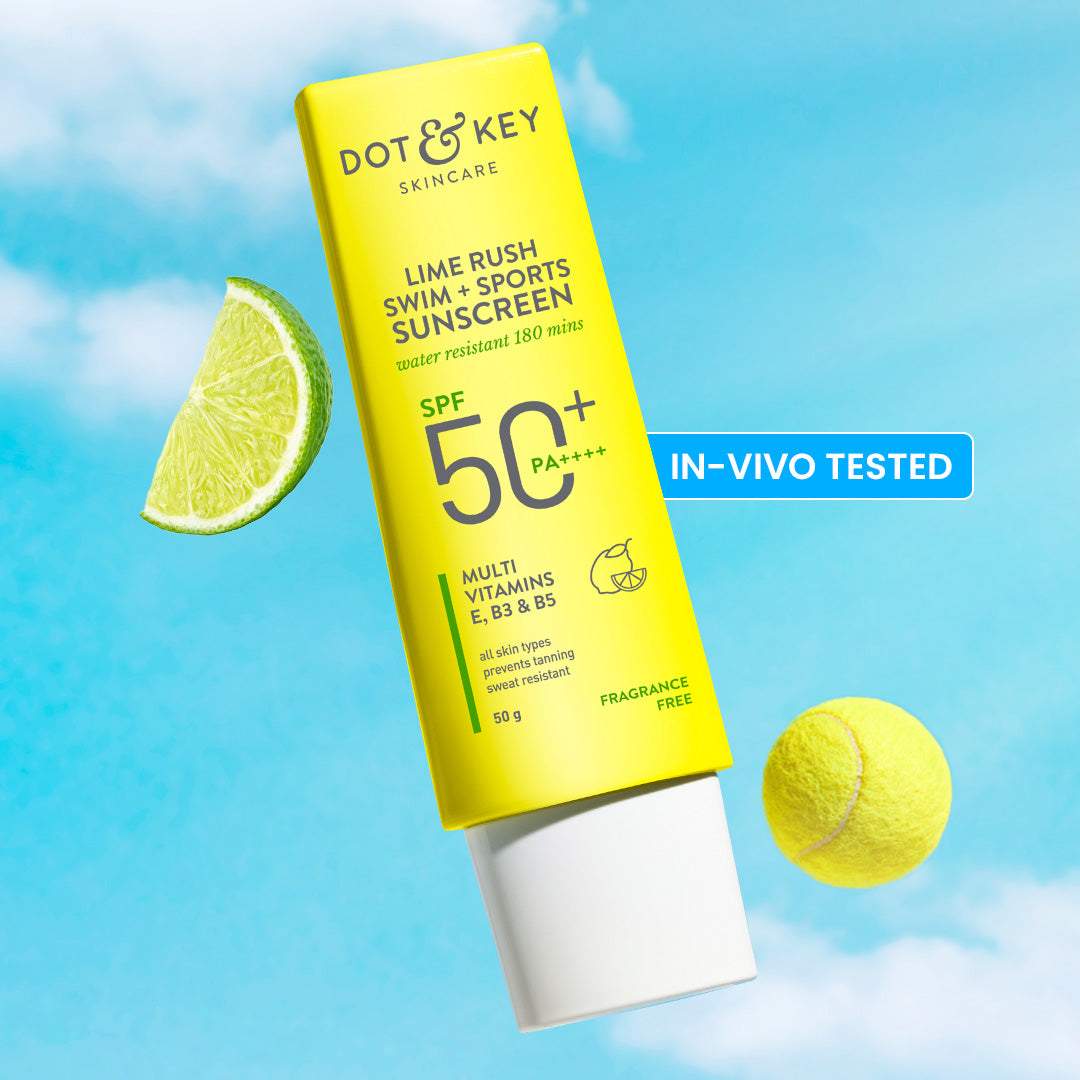 DOT & KEY
SKINCARE
LIME RUSH
SWIM + SPORTS
SUNSCREEN
water resistant 180 mins
SPF
50+
PA++++
IN-VIVO TESTED
MULTI
VITAMINS
E, B3 & B5
all skin types
prevents tanning
sweat resistant
50 g
FRAGRANCE
FREE